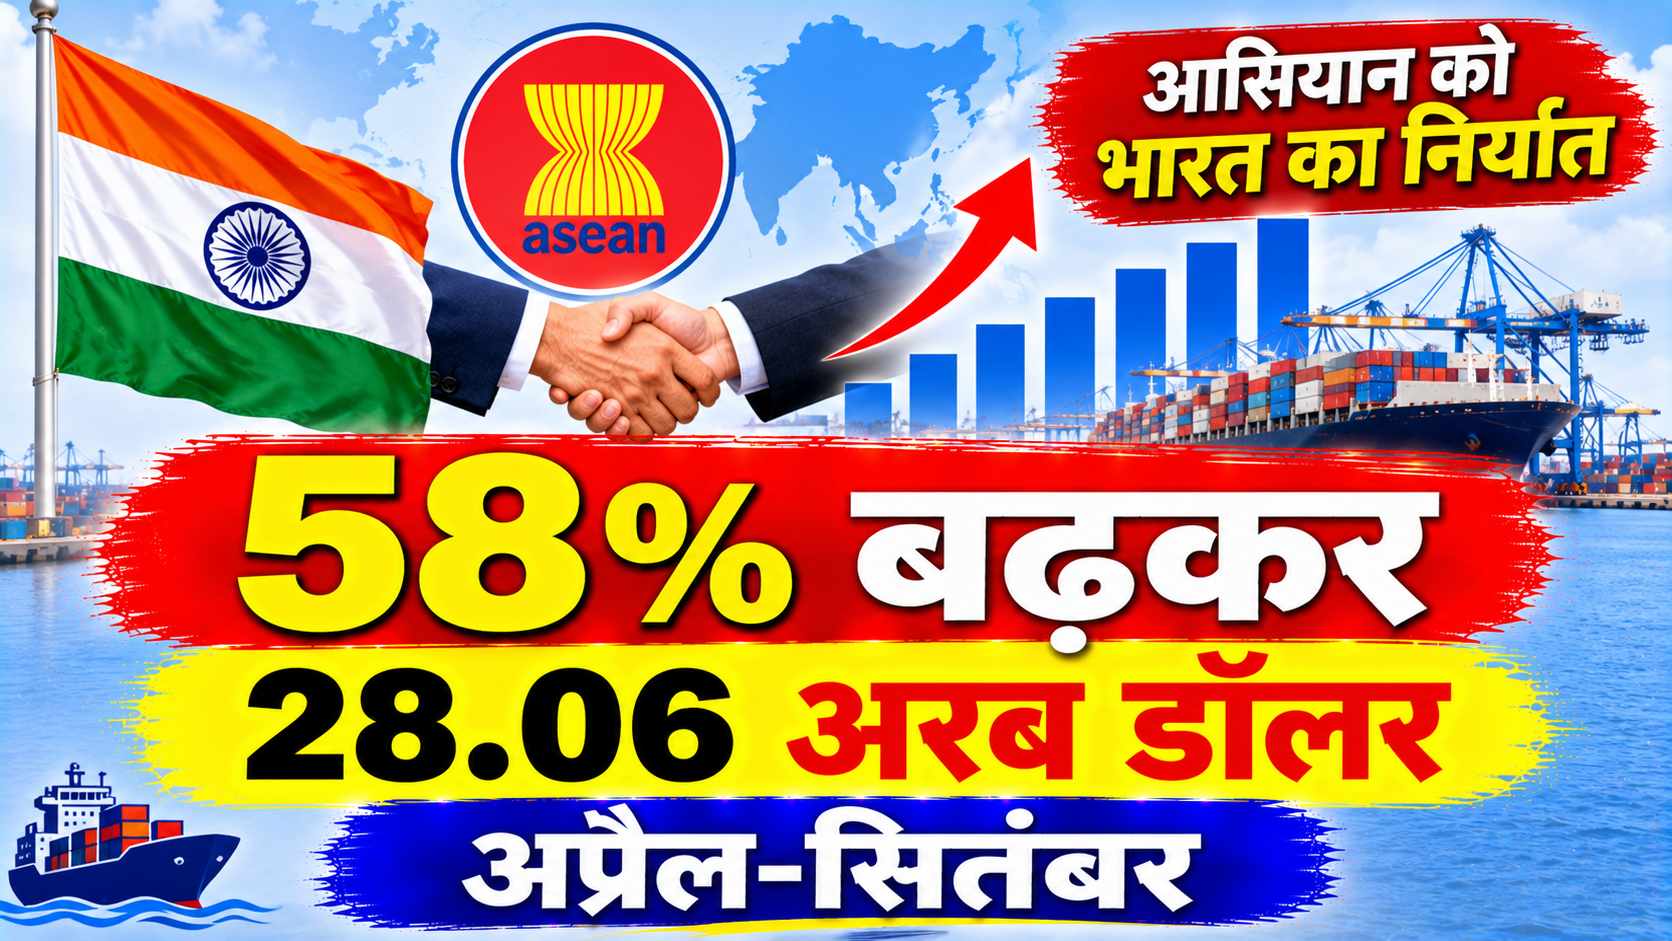 asean
आसियान को
भारत का निर्यात
58% बढ़कर
28.06 अरब डॉलर
अप्रैल-सितंबर